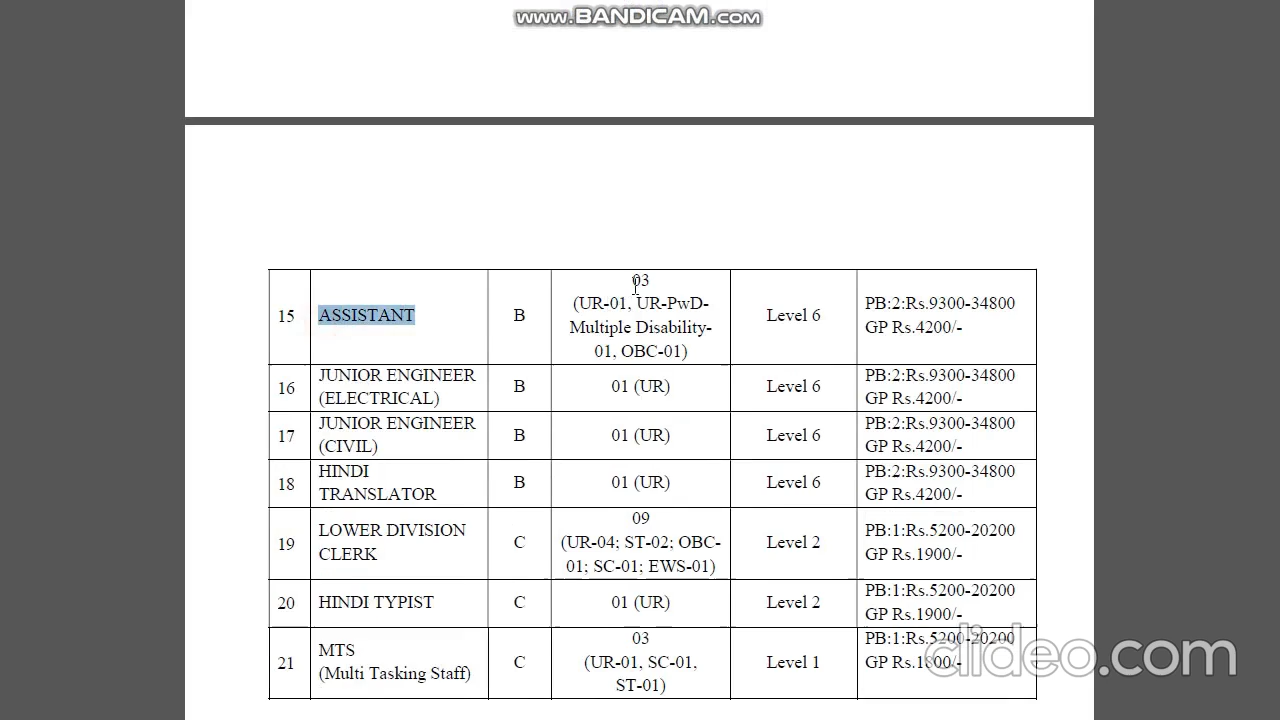 www.BANDICAM.com
15
ASSISTANT
B
03
(UR-01, UR-PwD-
Multiple Disability-
01, OBC-01)
Level 6
PB:2:Rs.9300-34800
GP Rs.4200/-
16
JUNIOR ENGINEER
(ELECTRICAL)
B
01 (UR)
Level 6
PB:2:Rs.9300-34800
GP Rs.4200/-
17
JUNIOR ENGINEER
(CIVIL)
B
01 (UR)
Level 6
PB:2:Rs.9300-34800
GP Rs.4200/-
18
HINDI
TRANSLATOR
B
01 (UR)
Level 6
PB:2:Rs.9300-34800
GP Rs.4200/-
19
LOWER DIVISION
CLERK
C
09
(UR-04; ST-02; OBC-
01; SC-01; EWS-01)
Level 2
PB:1:Rs.5200-20200
GP Rs.1900/-
20
HINDI TYPIST
C
01 (UR)
Level 2
PB:1:Rs.5200-20200
GP Rs.1900/-
21
MTS
(Multi Tasking Staff)
C
03
(UR-01, SC-01,
ST-01)
Level 1
PB:1:Rs.5200-20200
GP Rs.1800/-
clideo.com